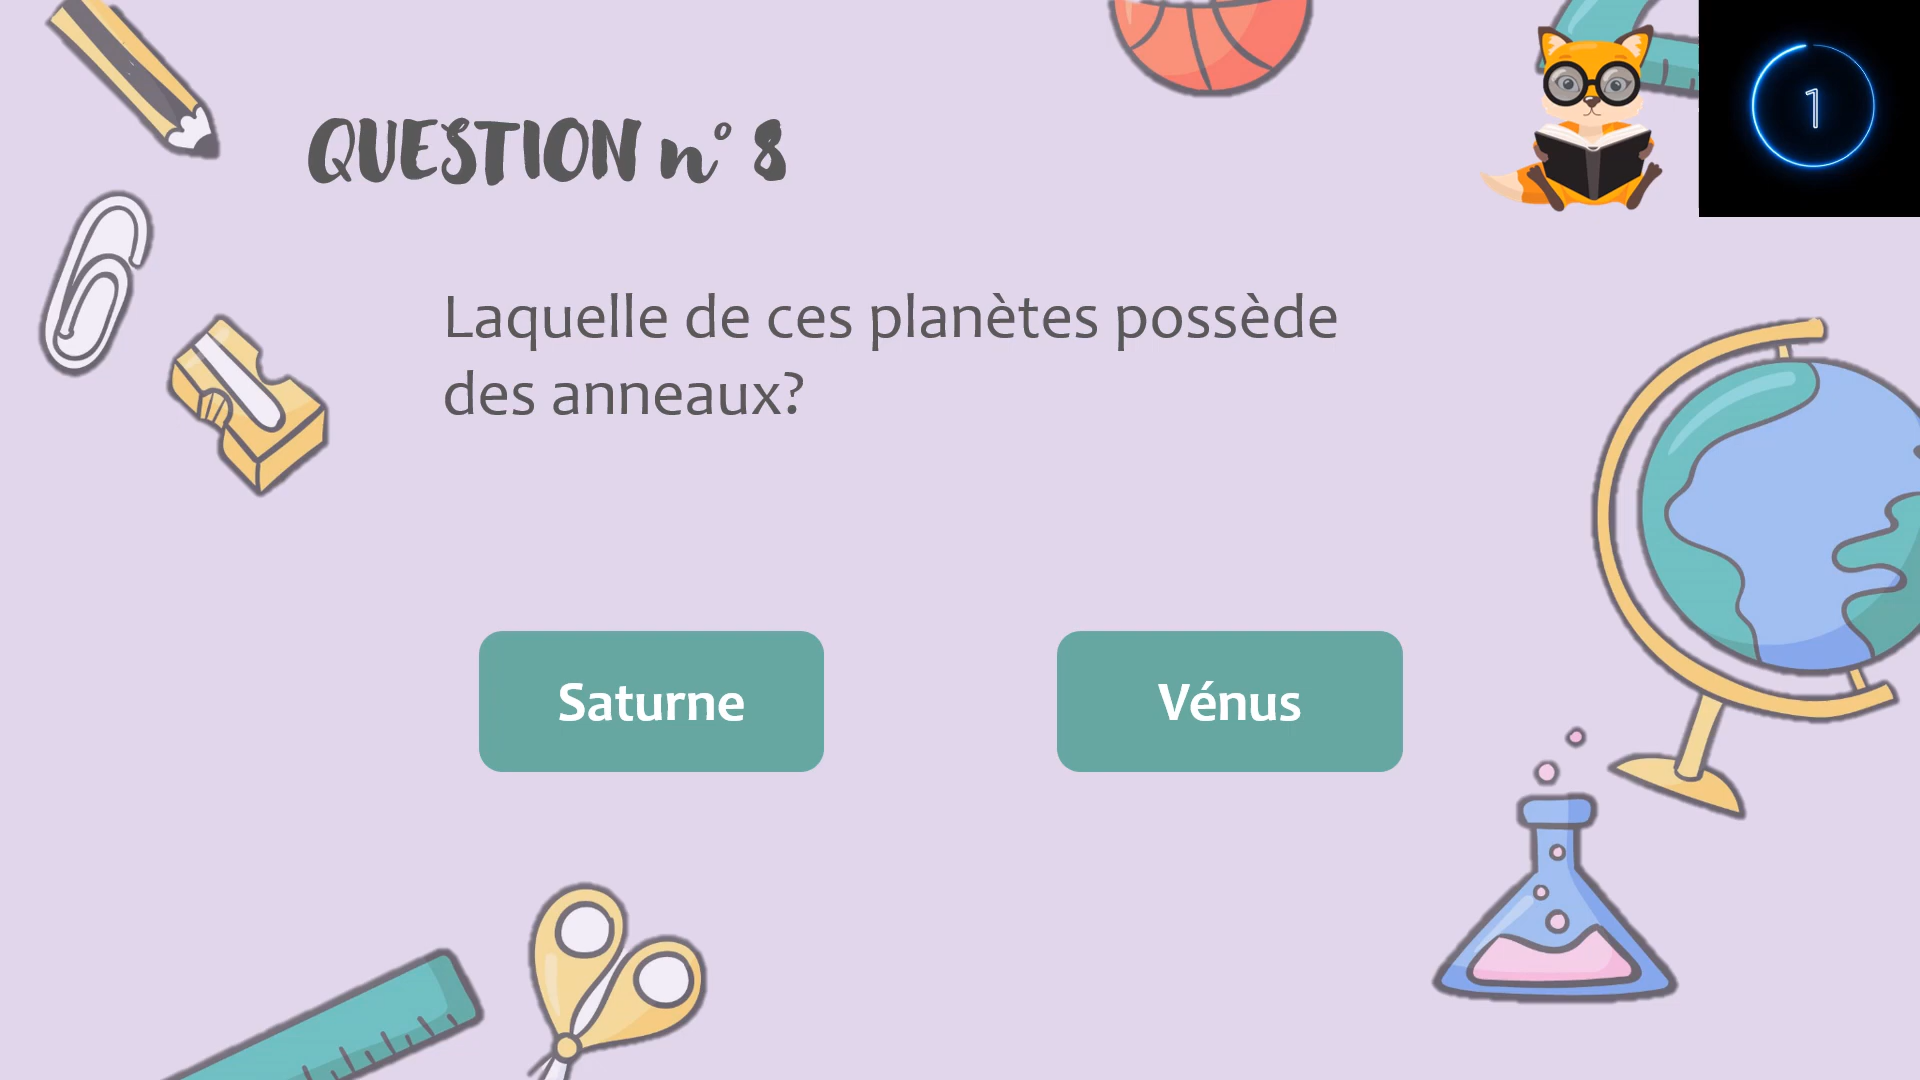 QUESTION n° 8
1
Laquelle de ces planètes possède
des anneaux?
Saturne
Vénus